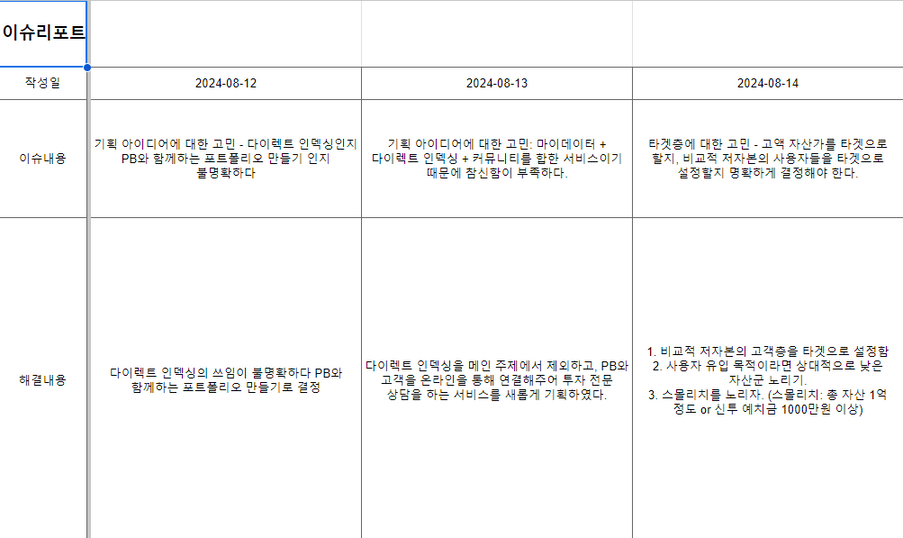 이슈리포트
작성일
2024-08-12
2024-08-13
2024-08-14
이슈내용
기획 아이디어에 대한 고민 - 다이렉트 인덱싱인지
PB와 함께하는 포트폴리오 만들기 인지
불명확하다
기획 아이디어에 대한 고민: 마이데이터 +
다이렉트 인덱싱 + 커뮤니티를 합한 서비스이기
때문에 참신함이 부족하다.
타겟층에 대한 고민 - 고액 자산가를 타겟으로
할지, 비교적 저자본의 사용자들을 타겟으로
설정할지 명확하게 결정해야 한다.
해결내용
다이렉트 인덱싱의 쓰임이 불명확하다 PB와
함께하는 포트폴리오 만들기로 결정
다이렉트 인덱싱을 메인 주제에서 제외하고, PB와
고객을 온라인을 통해 연결해주어 투자 전문
상담을 하는 서비스를 새롭게 기획하였다.
1. 비교적 저자본의 고객층을 타겟으로 설정함
2. 사용자 유입 목적이라면 상대적으로 낮은
자산군 노리기.
3. 스몰리치를 노리자. (스몰리치: 총 자산 1억
정도 or 신투 예치금 1000만원 이상)